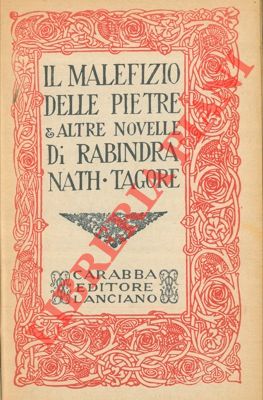 IL MALEFIZIO
DELLE PIETRE
& ALTRE NOVELLE
Di RABINDRA
NATH · TAGORE
CARABBA
EDITORE
LANCIANO